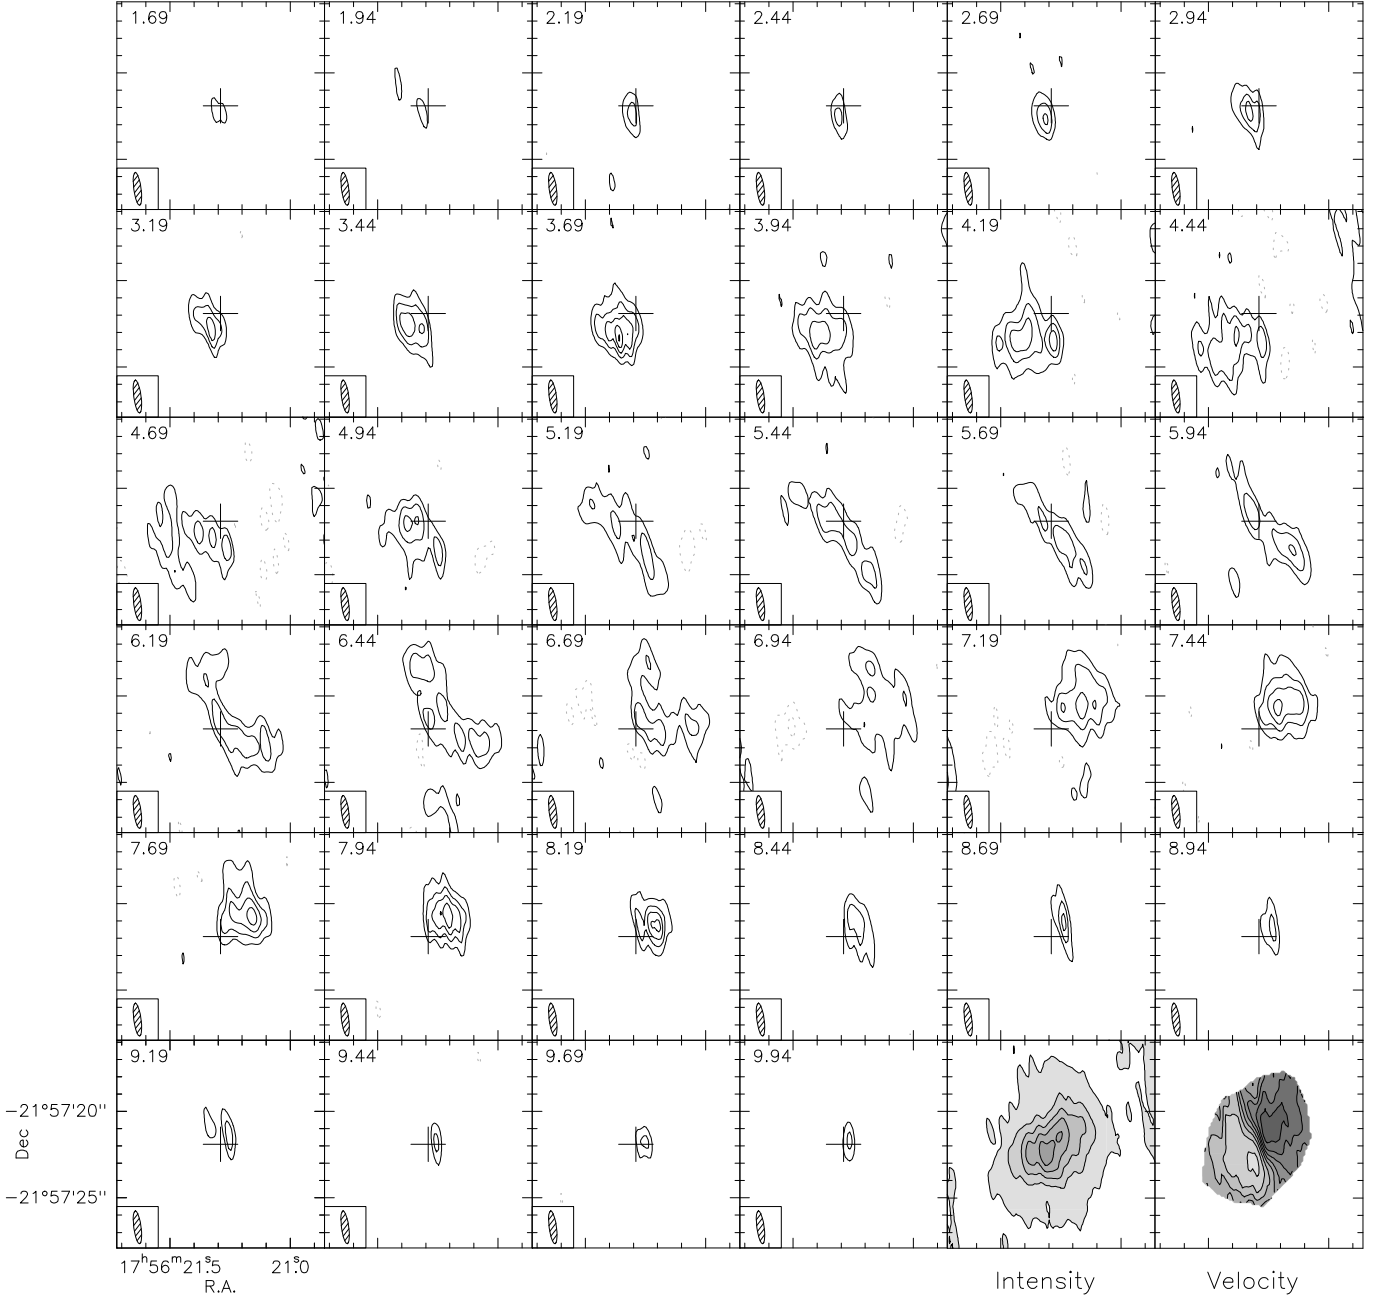 1.69 1.94 2.19 2.44 2.69 2.94
3.19 3.44 3.69 3.94 4.19 4.44
4.69 4.94 5.19 5.44 5.69 5.94
6.19 6.44 6.69 6.94 7.19 7.44
7.69 7.94 8.19 8.44 8.69 8.94
9.19 9.44 9.69 9.94
−21°57'20"
Dec
−21°57'25"
17ʰ56ᵐ21ˢ.5 21ˢ.0
R.A.
Intensity Velocity